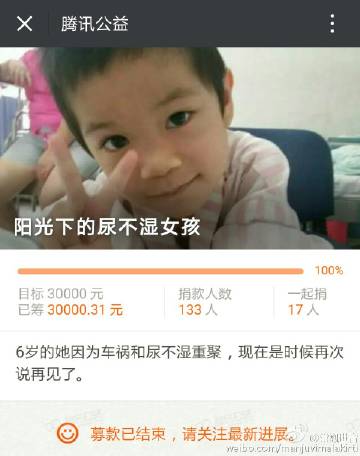 腾讯公益
阳光下的尿不湿女孩
100%
目标 30000 元
捐款人数
一起捐
已筹 30000.31 元
133 人
17 人
6岁的她因为车祸和尿不湿重聚，现在是时候再次
说再见了。
募款已结束，请关注最新进展。
weibo.com/manjuvimalakirti